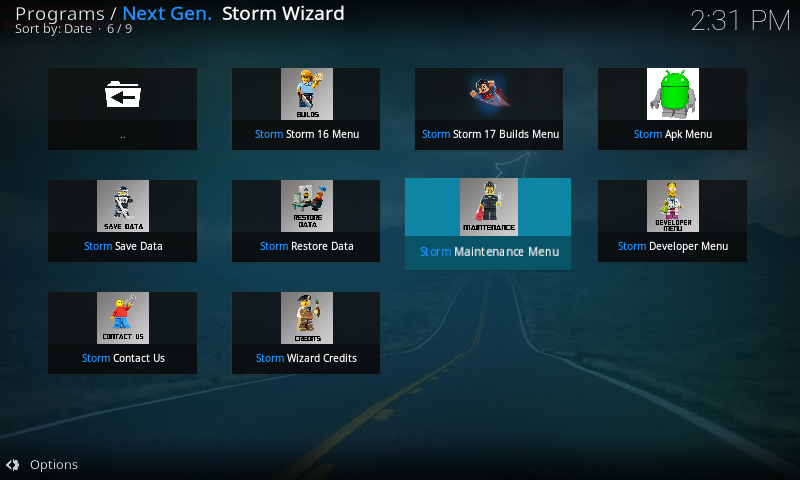 Programs / Next Gen. Storm Wizard
2:31 PM
Sort by: Date · 6 / 9
..
BUILDS
Storm Storm 16 Menu
Storm Storm 17 Builds Menu
Storm Apk Menu
SAVE DATA
Storm Save Data
RESTORE
DATA
Storm Restore Data
MAINTENANCE
Storm Maintenance Menu
DEVELOPER
MENU
Storm Developer Menu
CONTACT US
Storm Contact Us
CREDITS
Storm Wizard Credits
Options